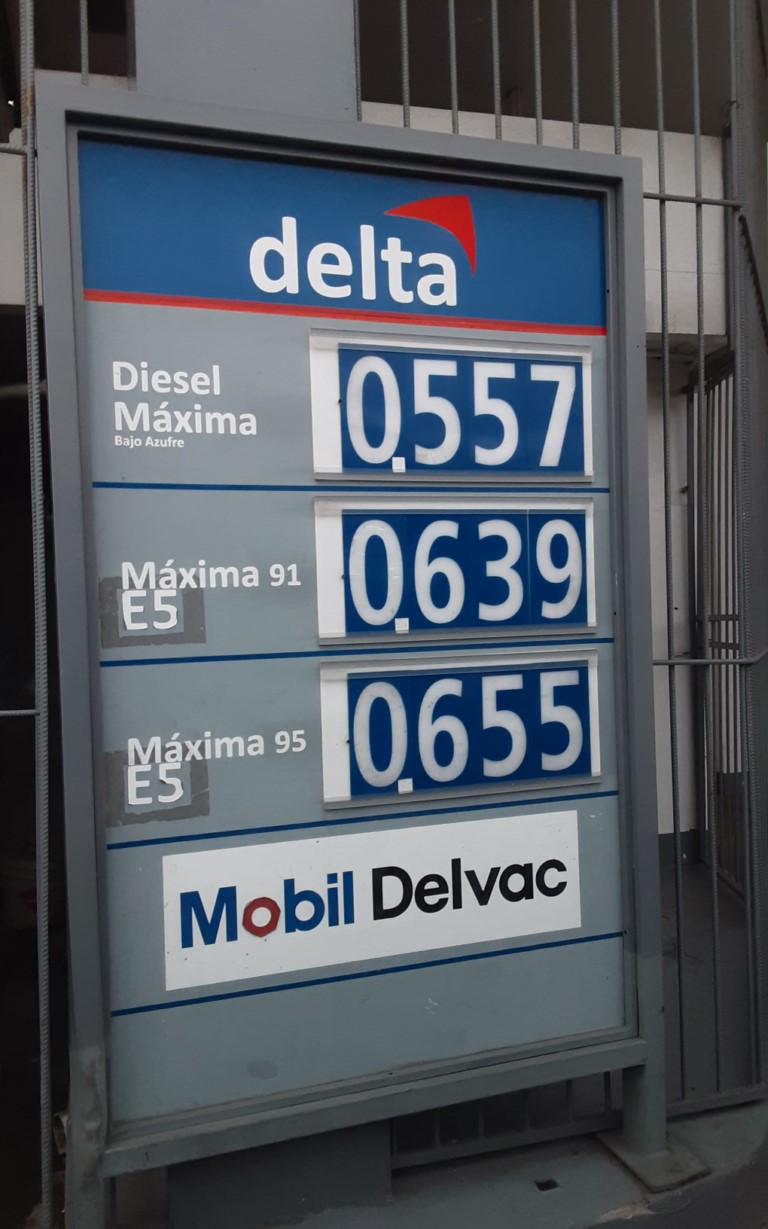 delta
Diesel
Máxima
Bajo Azufre
0.557
Máxima 91
E5
0.639
Máxima 95
E5
0.655
Mobil Delvac